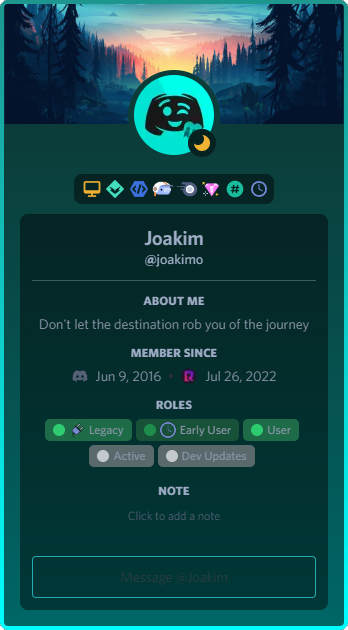 Joakim
@joakimo
ABOUT ME
Don't let the destination rob you of the journey
MEMBER SINCE
Jun 9, 2016 • R Jul 26, 2022
ROLES
Legacy Early User User
Active Dev Updates
NOTE
Click to add a note
Message @Joakim